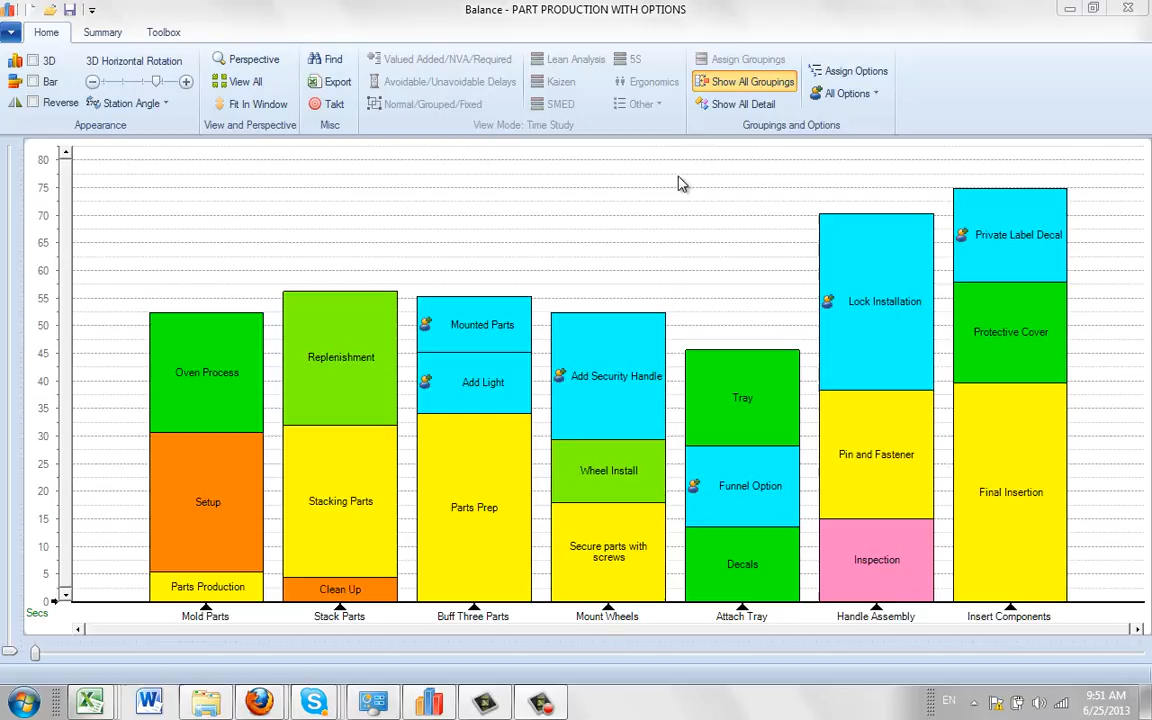 Balance - PART PRODUCTION WITH OPTIONS
Home Summary Toolbox
3D 3D Horizontal Rotation Perspective Find Valued Added/NVA/Required Lean Analysis 5S Assign Groupings Assign Options
Bar View All Export Avoidable/Unavoidable Delays Kaizen Ergonomics Show All Groupings All Options
Reverse Station Angle Fit In Window Takt Normal/Grouped/Fixed SMED Other Show All Detail
Appearance View and Perspective Misc View Mode: Time Study Groupings and Options
80
75
70
65
60
55
50
45
40
35
30
25
20
15
10
5
0
Secs
Oven Process
Setup
Parts Production
Mold Parts
Replenishment
Stacking Parts
Clean Up
Stack Parts
Mounted Parts
Add Light
Parts Prep
Buff Three Parts
Add Security Handle
Wheel Install
Secure parts with
screws
Mount Wheels
Tray
Funnel Option
Decals
Attach Tray
Lock Installation
Pin and Fastener
Inspection
Handle Assembly
Private Label Decal
Protective Cover
Final Insertion
Insert Components
EN 9:51 AM
6/25/2013